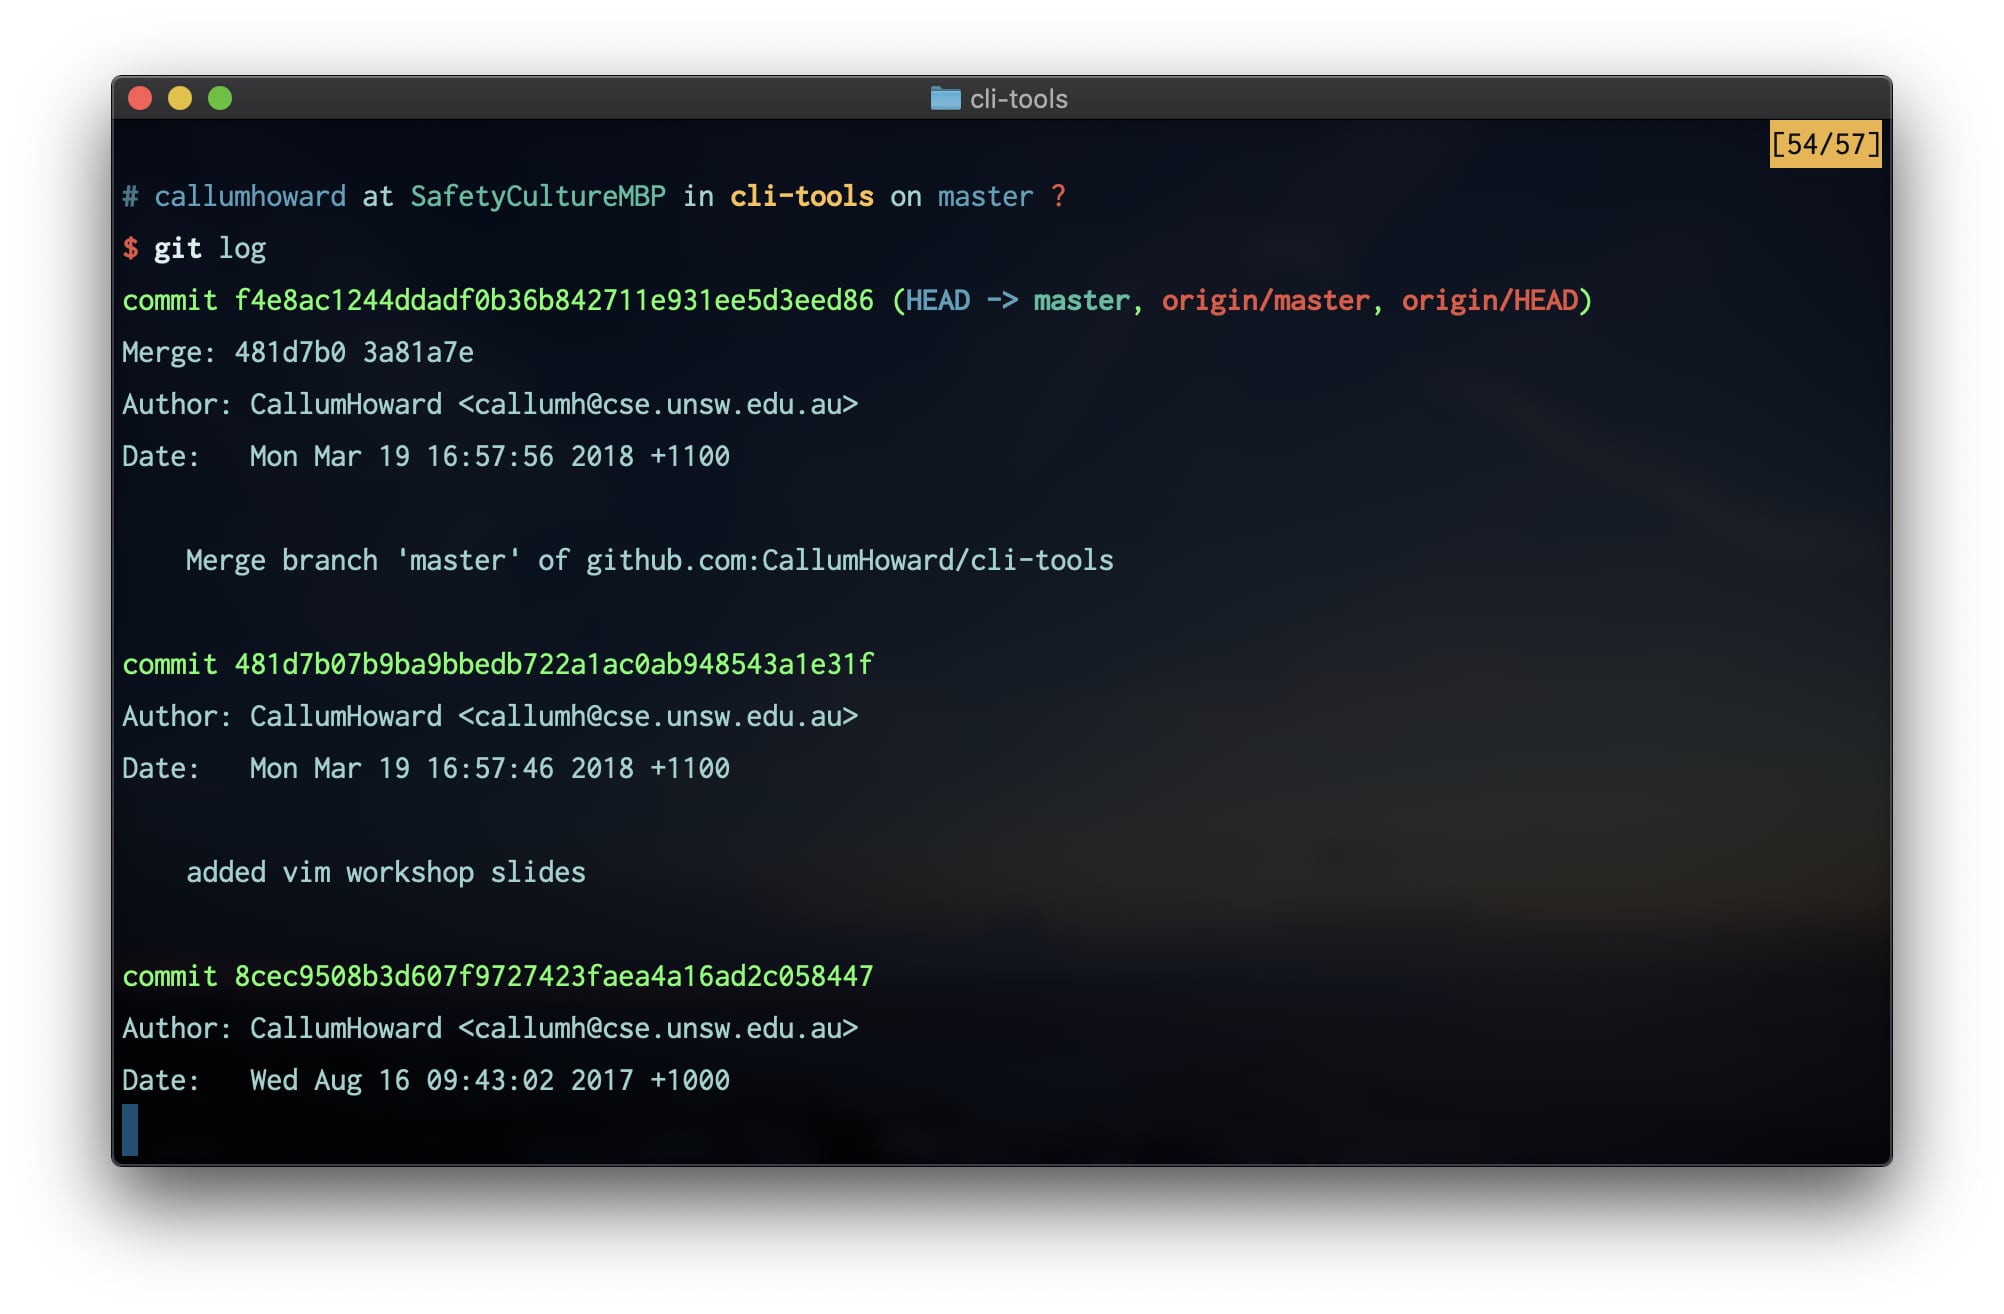 cli-tools
[54/57]
# callumhoward at SafetyCultureMBP in cli-tools on master ?
$ git log
commit f4e8ac1244ddadf0b36b842711e931ee5d3eed86 (HEAD -> master, origin/master, origin/HEAD)
Merge: 481d7b0 3a81a7e
Author: CallumHoward <callumh@cse.unsw.edu.au>
Date:   Mon Mar 19 16:57:56 2018 +1100
    Merge branch 'master' of github.com:CallumHoward/cli-tools
commit 481d7b07b9ba9bbedb722a1ac0ab948543a1e31f
Author: CallumHoward <callumh@cse.unsw.edu.au>
Date:   Mon Mar 19 16:57:46 2018 +1100
    added vim workshop slides
commit 8cec9508b3d607f9727423faea4a16ad2c058447
Author: CallumHoward <callumh@cse.unsw.edu.au>
Date:   Wed Aug 16 09:43:02 2017 +1000